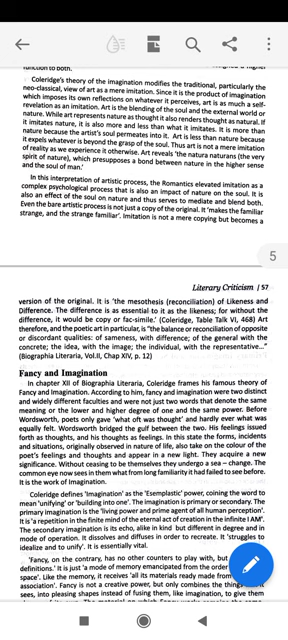 function to both.
Coleridge's theory of the imagination modifies the traditional, particularly the
neo-classical, view of art as a mere imitation. Since it is the product of imagination
which imposes its own reflections on whatever it perceives, art is as much a self-
revelation as an imitation. Art is the blending of the soul and the external world or
nature. While art represents nature as thought it also renders thought as natural. If
it imitates nature, it is also more and less than what it imitates. It is more than
nature because the artist's soul permeates into it. Art is less than nature because
it expels whatever is beyond the grasp of the soul. Thus art is not a mere imitation
of reality as we experience it otherwise. Art reveals 'the natura naturans (the very
spirit of nature), which presupposes a bond between nature in the higher sense
and the soul of man.'
In this interpretation of artistic process, the Romantics elevated imitation as a
complex psychological process that is also an impact of nature on the soul. It is
also an effect of the soul on nature and thus serves to mediate and blend both.
Even the bare artistic process is not just a copy of the original. It 'makes the familiar
strange, and the strange familiar'. Imitation is not a mere copying but becomes a
5
Literary Criticism | 57
version of the original. It is 'the mesothesis (reconciliation) of Likeness and
Difference. The difference is as essential to it as the likeness; for without the
difference, it would be copy or fac-simile.' (Coleridge, Table Talk VI, 468) Art
therefore, and the poetic art in particular, is "the balance or reconciliation of opposite
or discordant qualities: of sameness, with difference; of the general with the
concrete; the idea, with the image; the individual, with the representative..."
(Biographia Literaria, Vol.II, Chap XIV, p. 12)
Fancy and Imagination
In chapter XII of Biographia Literaria, Coleridge frames his famous theory of
Fancy and Imagination. According to him, fancy and imagination were two distinct
and widely different faculties and were not just two words that denote the same
meaning or the lower and higher degree of one and the same power. Before
Wordsworth, poets only gave 'what oft was thought' and hardly ever what was
equally felt. Wordsworth bridged the gulf between the two. His feelings issued
forth as thoughts, and his thoughts as feelings. In this state the forms, incidents
and situations, originally observed in nature of life, also take on the colour of the
poet's feelings and thoughts and appear in a new light. They acquire a new
significance. Without ceasing to be themselves they undergo a sea – change. The
common eye now sees in them what from long familiarity it had failed to see before.
It is the work of Imagination.
Coleridge defines 'Imagination' as the 'Esemplastic' power, coining the word to
mean 'unifying' or 'building into one'. The imagination is primary or secondary. The
primary imagination is the 'living power and prime agent of all human perception'.
It is 'a repetition in the finite mind of the eternal act of creation in the infinite I AM'.
The secondary imagination is its echo, alike in kind but different in degree and in
mode of operation. It dissolves and diffuses in order to recreate. It 'struggles to
idealize and to unify'. It is essentially vital.
'Fancy, on the contrary, has no other counters to play with, but
definitions.' It is just 'a mode of memory emancipated from the order
space'. Like the memory, it receives 'all its materials ready made from
association'. Fancy is not a creative power, but only combines the things it
sees, into pleasing shapes instead of fusing them, like imagination, to give them